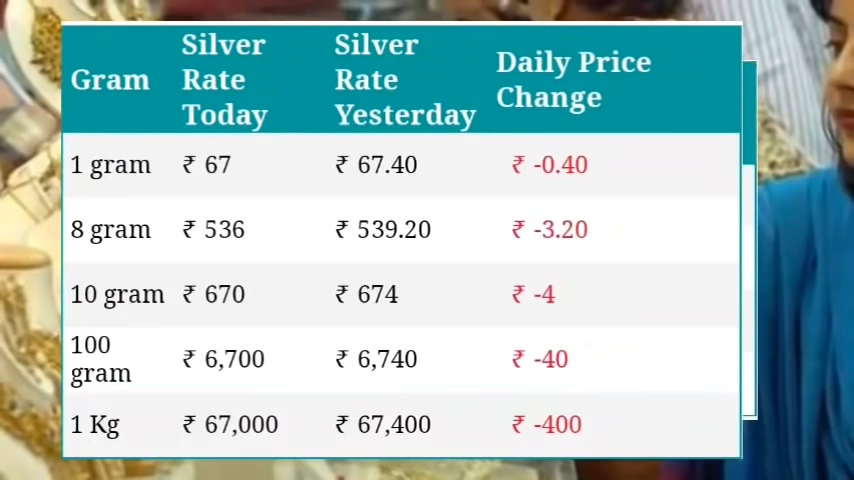 Gram Silver Rate Today Silver Rate Yesterday Daily Price Change
1 gram ₹ 67 ₹ 67.40 ₹ -0.40
8 gram ₹ 536 ₹ 539.20 ₹ -3.20
10 gram ₹ 670 ₹ 674 ₹ -4
100 gram ₹ 6,700 ₹ 6,740 ₹ -40
1 Kg ₹ 67,000 ₹ 67,400 ₹ -400